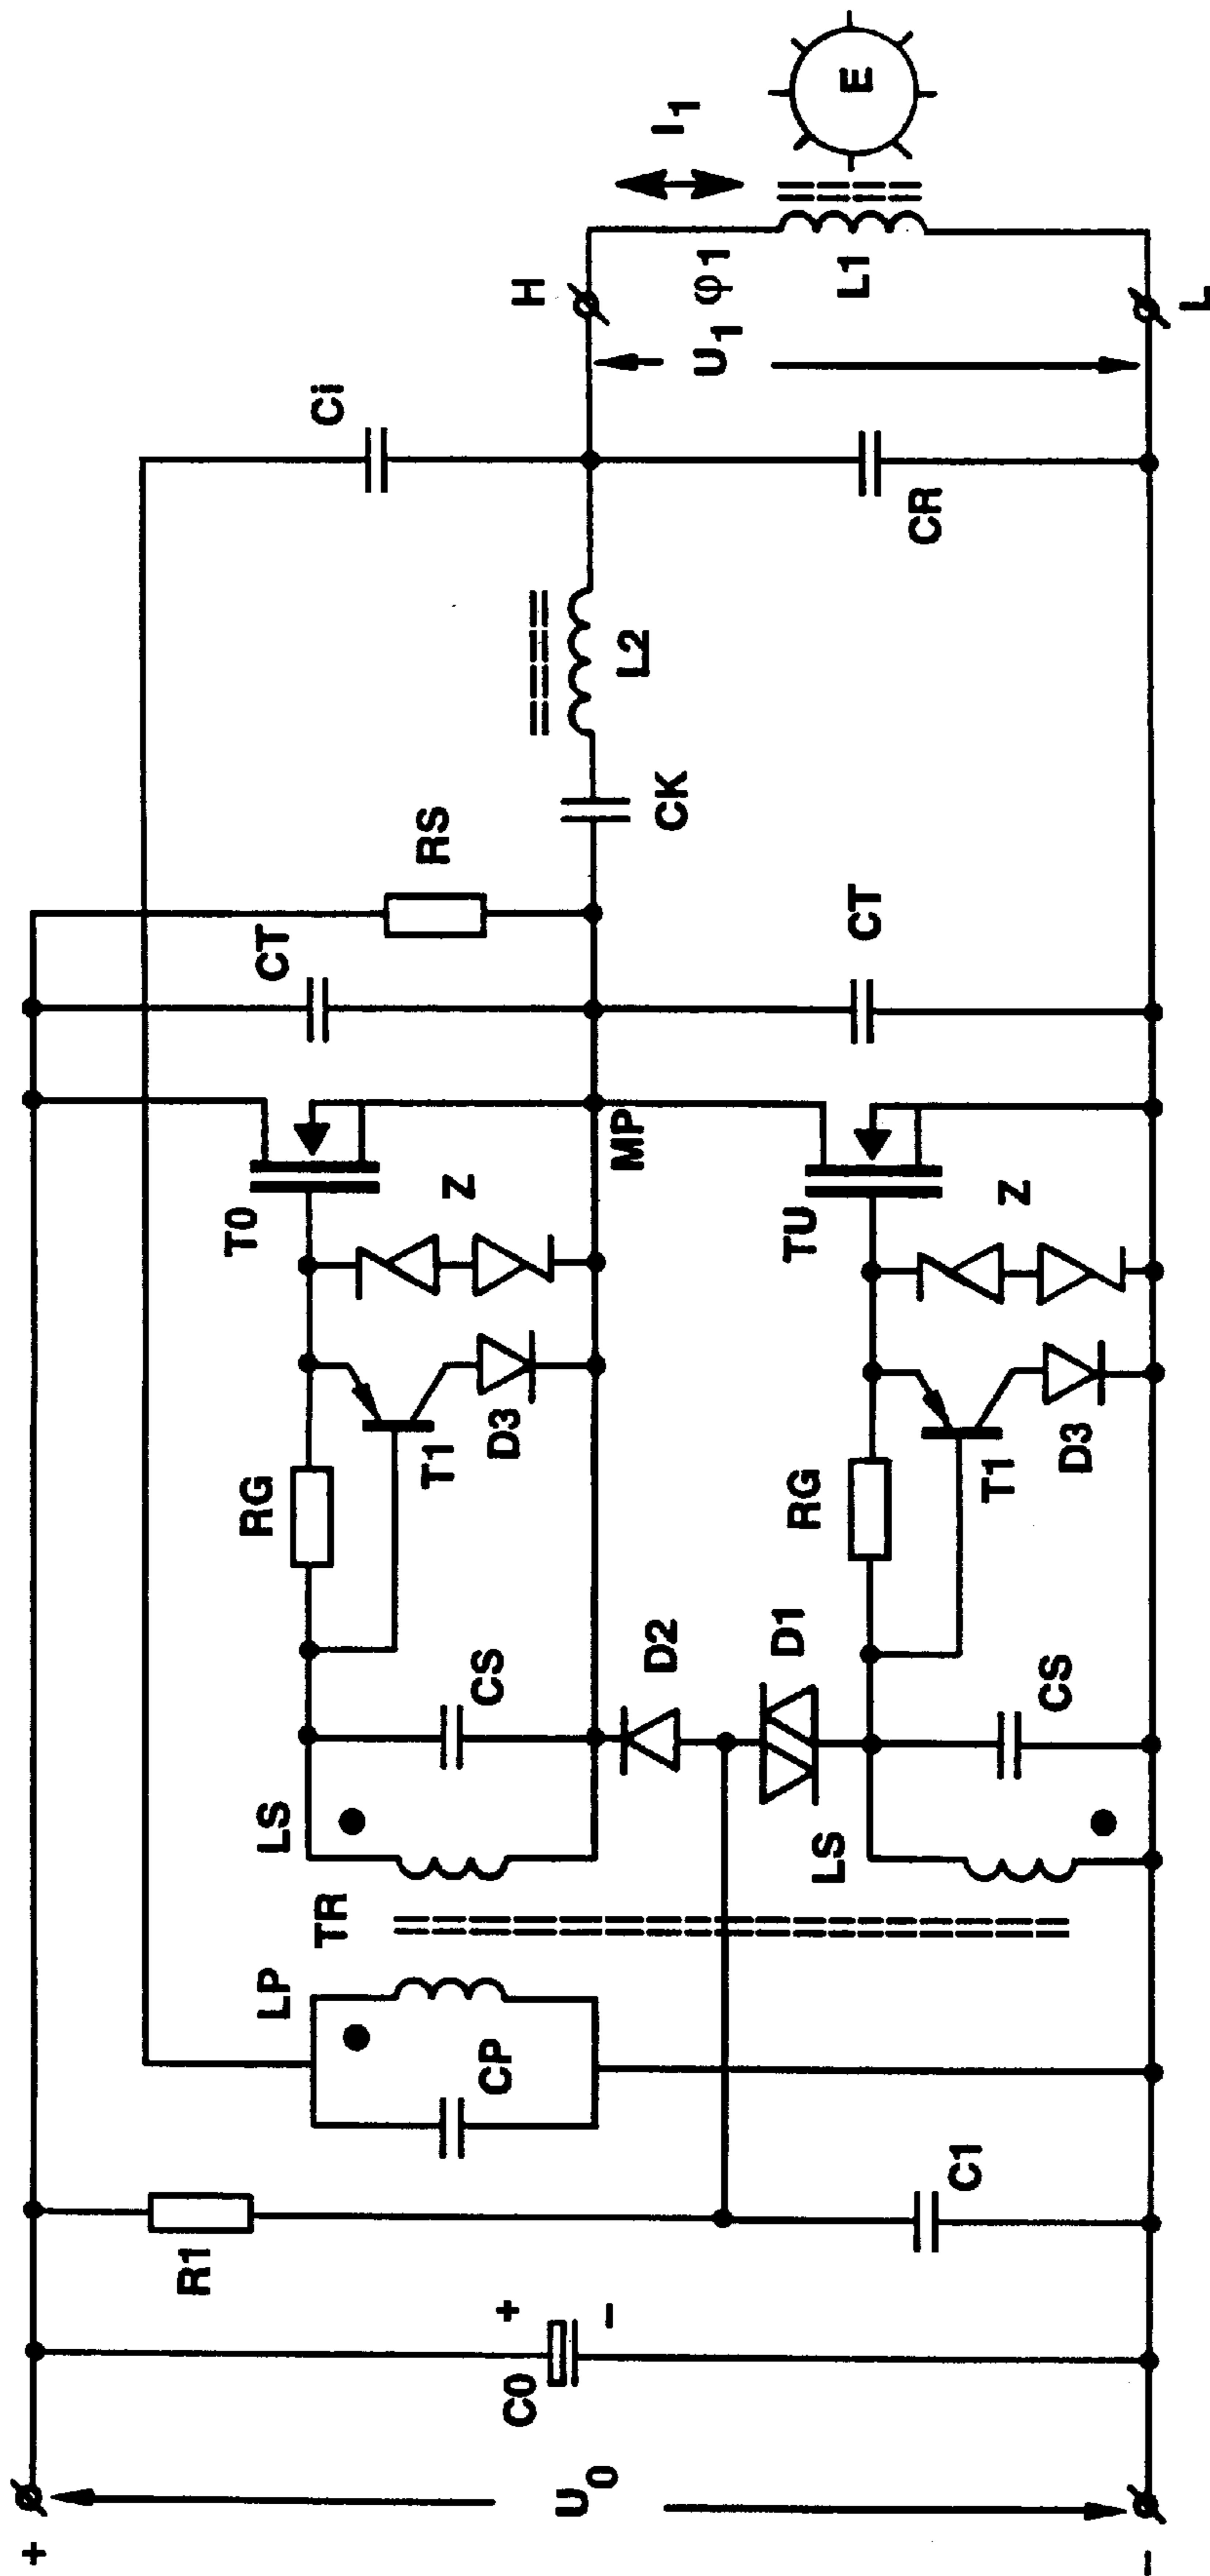 +
U0
-
C0
+
-
R1
C1
LP
CP
TR
LS
LS
CS
CS
D2
D1
RG
RG
T1
T1
D3
D3
Z
Z
T0
TU
MP
CT
CT
RS
CK
L2
Ci
CR
H
L
U1 φ1
L1
I1
E